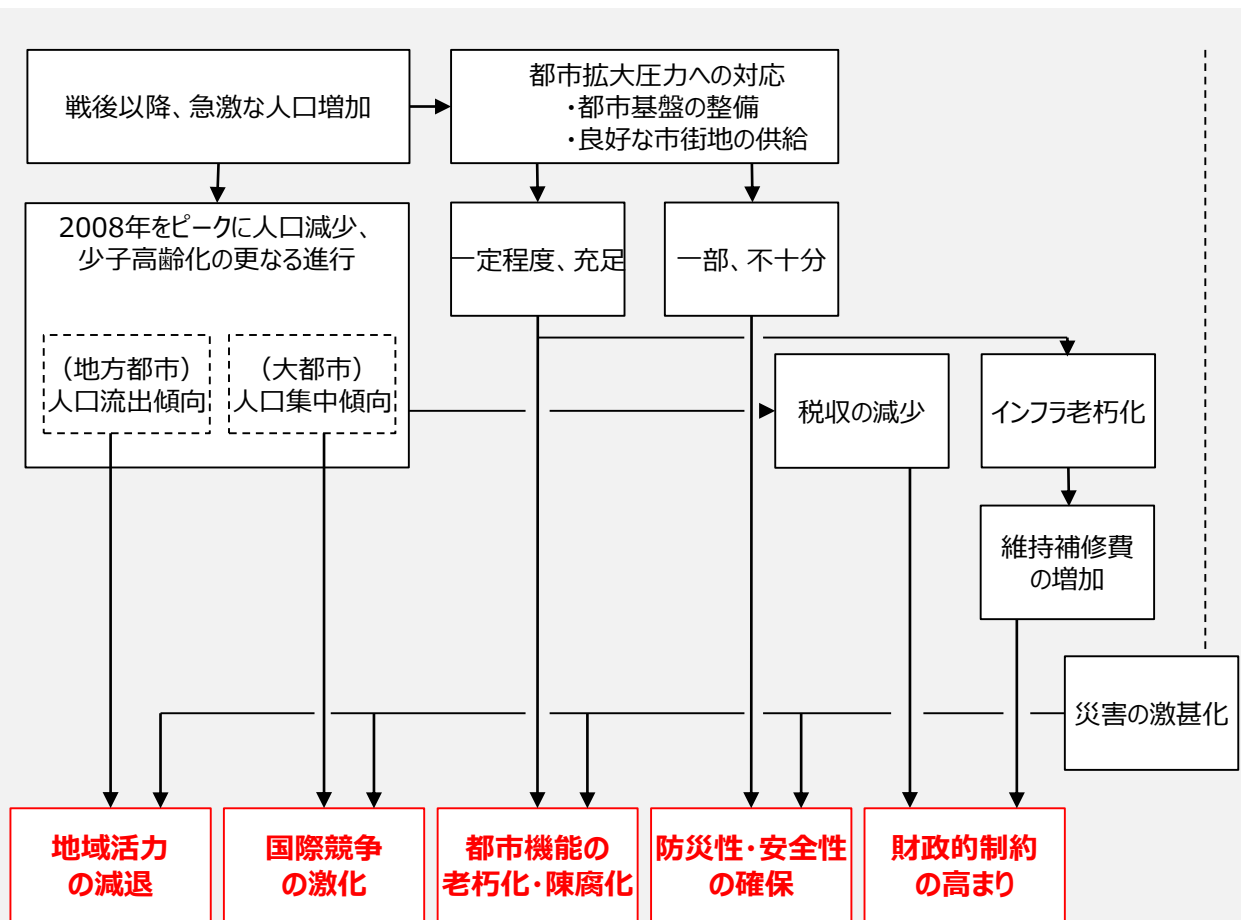 戦後以降、急激な人口増加
都市拡大圧力への対応
・都市基盤の整備
・良好な市街地の供給
2008年をピークに人口減少、
少子高齢化の更なる進行
一定程度、充足
一部、不十分
（地方都市）
人口流出傾向
（大都市）
人口集中傾向
税収の減少
インフラ老朽化
維持補修費
の増加
災害の激甚化
地域活力
の減退
国際競争
の激化
都市機能の
老朽化・陳腐化
防災性・安全性
の確保
財政的制約
の高まり